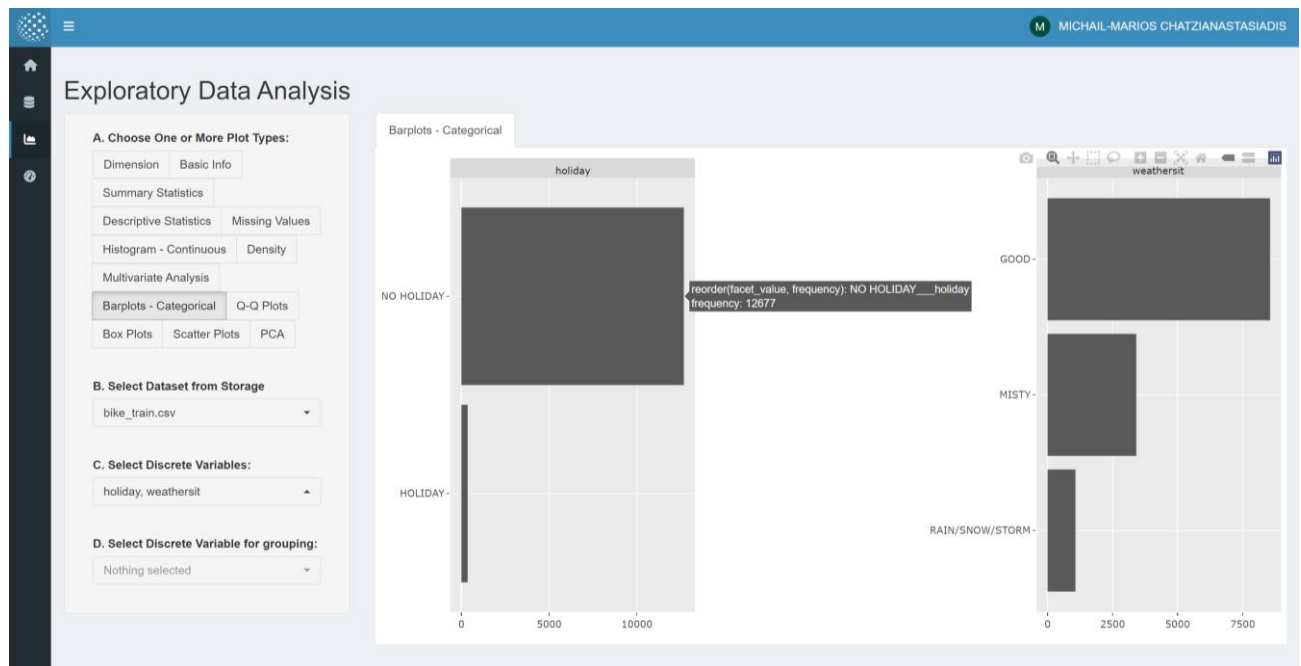 M MICHAIL-MARIOS CHATZIANASTASIADIS
Exploratory Data Analysis
A. Choose One or More Plot Types:
Dimension Basic Info
Summary Statistics
Descriptive Statistics Missing Values
Histogram - Continuous Density
Multivariate Analysis
Barplots - Categorical Q-Q Plots
Box Plots Scatter Plots PCA
B. Select Dataset from Storage
bike_train.csv
C. Select Discrete Variables:
holiday, weathersit
D. Select Discrete Variable for grouping:
Nothing selected
Barplots - Categorical
holiday
NO HOLIDAY
HOLIDAY
reorder(facet_value, frequency): NO HOLIDAY___holiday
frequency: 12677
0 5000 10000
weathersit
GOOD
MISTY
RAIN/SNOW/STORM
0 2500 5000 7500